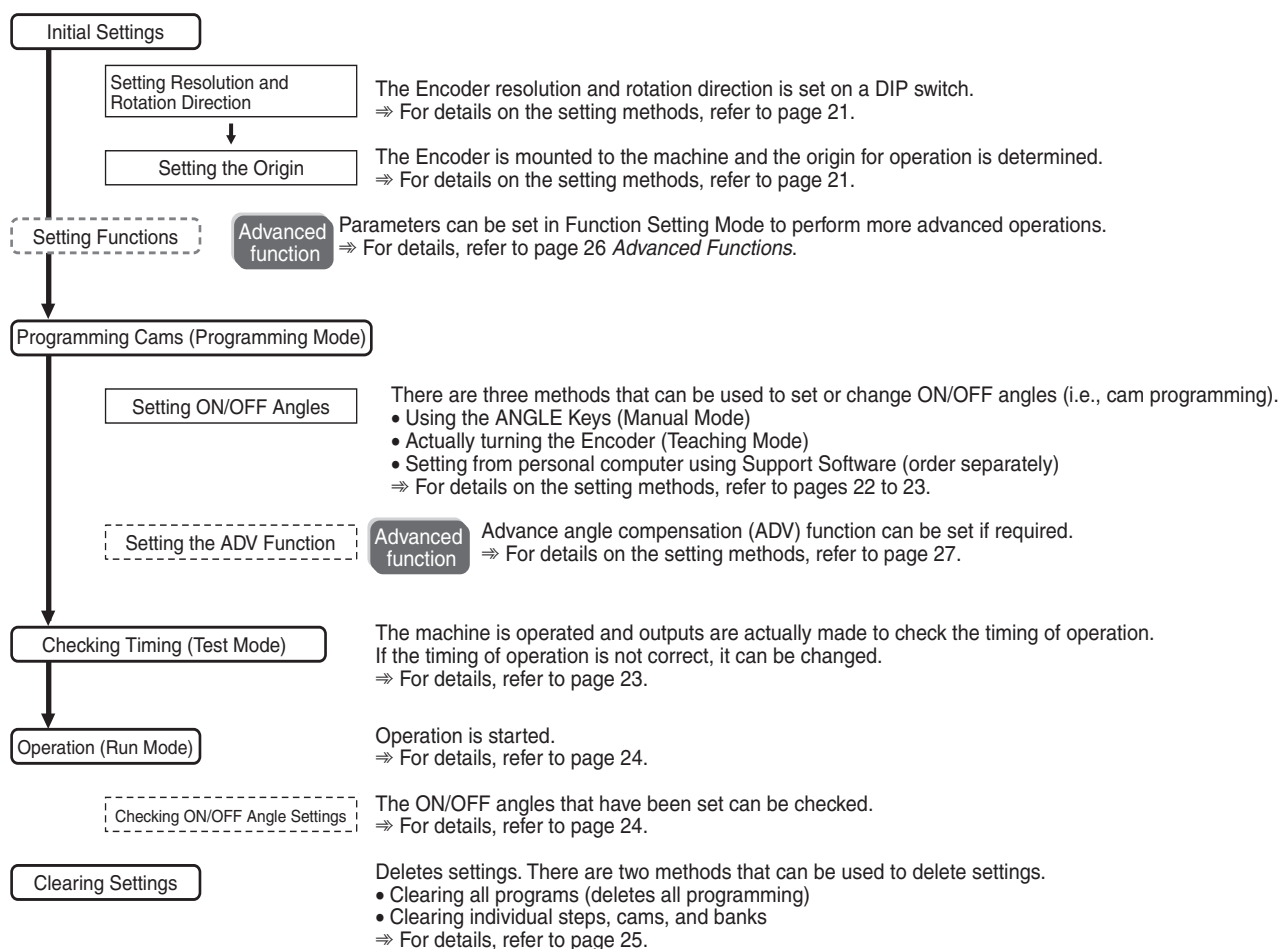 Initial Settings
Setting Resolution and
Rotation Direction
The Encoder resolution and rotation direction is set on a DIP switch.
⇒ For details on the setting methods, refer to page 21.
Setting the Origin
The Encoder is mounted to the machine and the origin for operation is determined.
⇒ For details on the setting methods, refer to page 21.
Setting Functions
Advanced
function
Parameters can be set in Function Setting Mode to perform more advanced operations.
⇒ For details, refer to page 26 Advanced Functions.
Programming Cams (Programming Mode)
Setting ON/OFF Angles
There are three methods that can be used to set or change ON/OFF angles (i.e., cam programming).
• Using the ANGLE Keys (Manual Mode)
• Actually turning the Encoder (Teaching Mode)
• Setting from personal computer using Support Software (order separately)
⇒ For details on the setting methods, refer to pages 22 to 23.
Setting the ADV Function
Advanced
function
Advance angle compensation (ADV) function can be set if required.
⇒ For details on the setting methods, refer to page 27.
Checking Timing (Test Mode)
The machine is operated and outputs are actually made to check the timing of operation.
If the timing of operation is not correct, it can be changed.
⇒ For details, refer to page 23.
Operation (Run Mode)
Operation is started.
⇒ For details, refer to page 24.
Checking ON/OFF Angle Settings
The ON/OFF angles that have been set can be checked.
⇒ For details, refer to page 24.
Clearing Settings
Deletes settings. There are two methods that can be used to delete settings.
• Clearing all programs (deletes all programming)
• Clearing individual steps, cams, and banks
⇒ For details, refer to page 25.